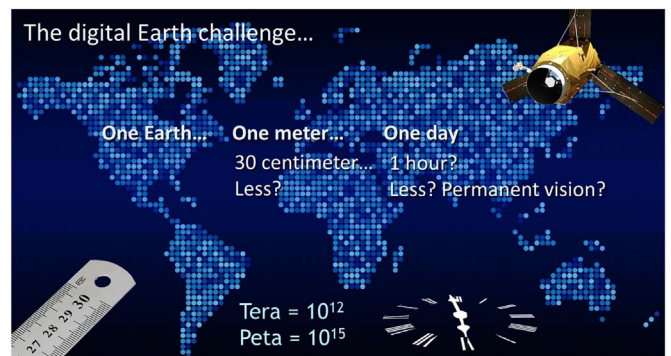 The digital Earth challenge...
One Earth... One meter... One day
30 centimeter... 1 hour?
Less? Less? Permanent vision?
27 28 29 30
Tera = 10¹²
Peta = 10¹⁵